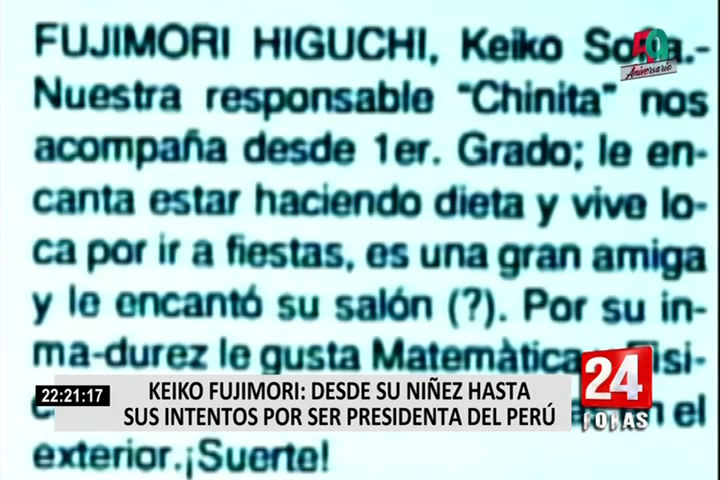 FUJIMORI HIGUCHI, Keiko
50
Aniversario
Nuestra responsable "Chinita" nos
acompaña desde 1er. Grado; le en-
canta estar haciendo dieta y vive lo-
ca por ir a fiestas, es una gran amiga
y le encantó su salón (?). Por su in-
ma-durez le gusta Matemàtica
22:21:17
KEIKO FUJIMORI: DESDE SU NIÑEZ HASTA
SUS INTENTOS POR SER PRESIDENTA DEL PERÚ
24
HORAS
el
exterior.¡Suerte!